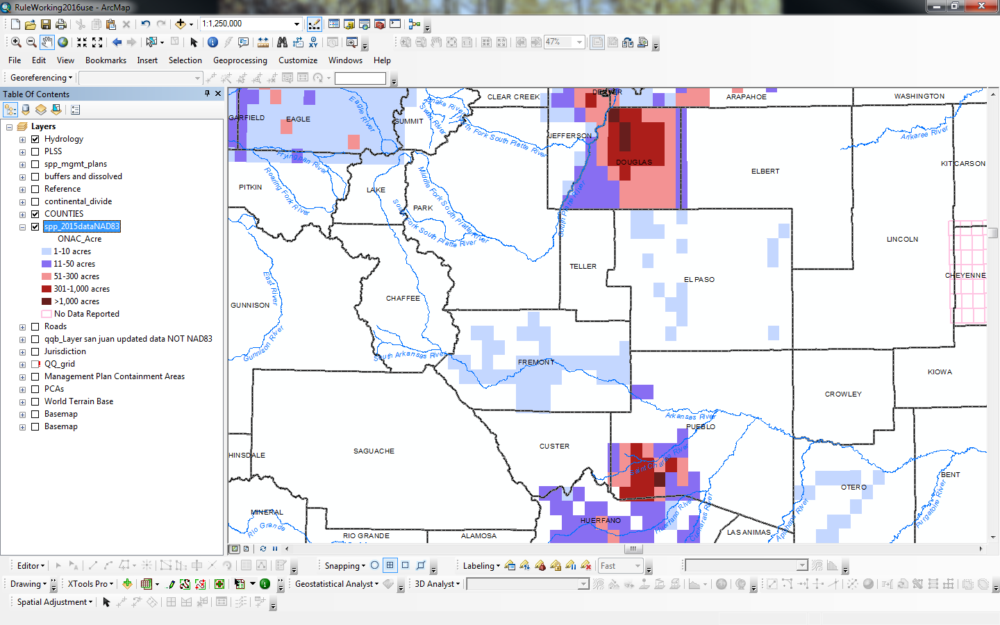 RuleWorking2016use - ArcMap
1:1,250,000
47%
File Edit View Bookmarks Insert Selection Geoprocessing Customize Windows Help
Georeferencing
Table Of Contents
Layers
Hydrology
PLSS
spp_mgmt_plans
buffers and dissolved
Reference
continental_divide
COUNTIES
spp_2015dataNAD83
ONAC_Acre
1-10 acres
11-50 acres
51-300 acres
301-1,000 acres
>1,000 acres
No Data Reported
Roads
qqb_Layer san juan updated data NOT NAD83
Jurisdiction
QQ_grid
Management Plan Containment Areas
PCAs
World Terrain Base
Basemap
Basemap
DENVER
CLEAR CREEK
ARAPAHOE
WASHINGTON
GARFIELD
EAGLE
Eagle River
SUMMIT
JEFFERSON
Arikaree River
North Fork South Platte River
Fryingpan River
DOUGLAS
ELBERT
KIT CARSON
PITKIN
Roaring Fork River
LAKE
PARK
Middle Fork South Platte River
South Fork South Platte River
South Platte River
LINCOLN
TELLER
EL PASO
CHEYENNE
East River
GUNNISON
CHAFFEE
Gunnison River
South Arkansas River
FREMONT
KIOWA
CROWLEY
Arkansas River
PUEBLO
HINSDALE
SAGUACHE
CUSTER
Saint Charles River
BENT
OTERO
MINERAL
Rio Grande
HUERFANO
Huerfano River
Cucharas River
Apishapa River
Purgatoire River
RIO GRANDE
ALAMOSA
LAS ANIMAS
Editor
Snapping
Labeling
Fast
Drawing
XTools Pro
Geostatistical Analyst
3D Analyst
Spatial Adjustment